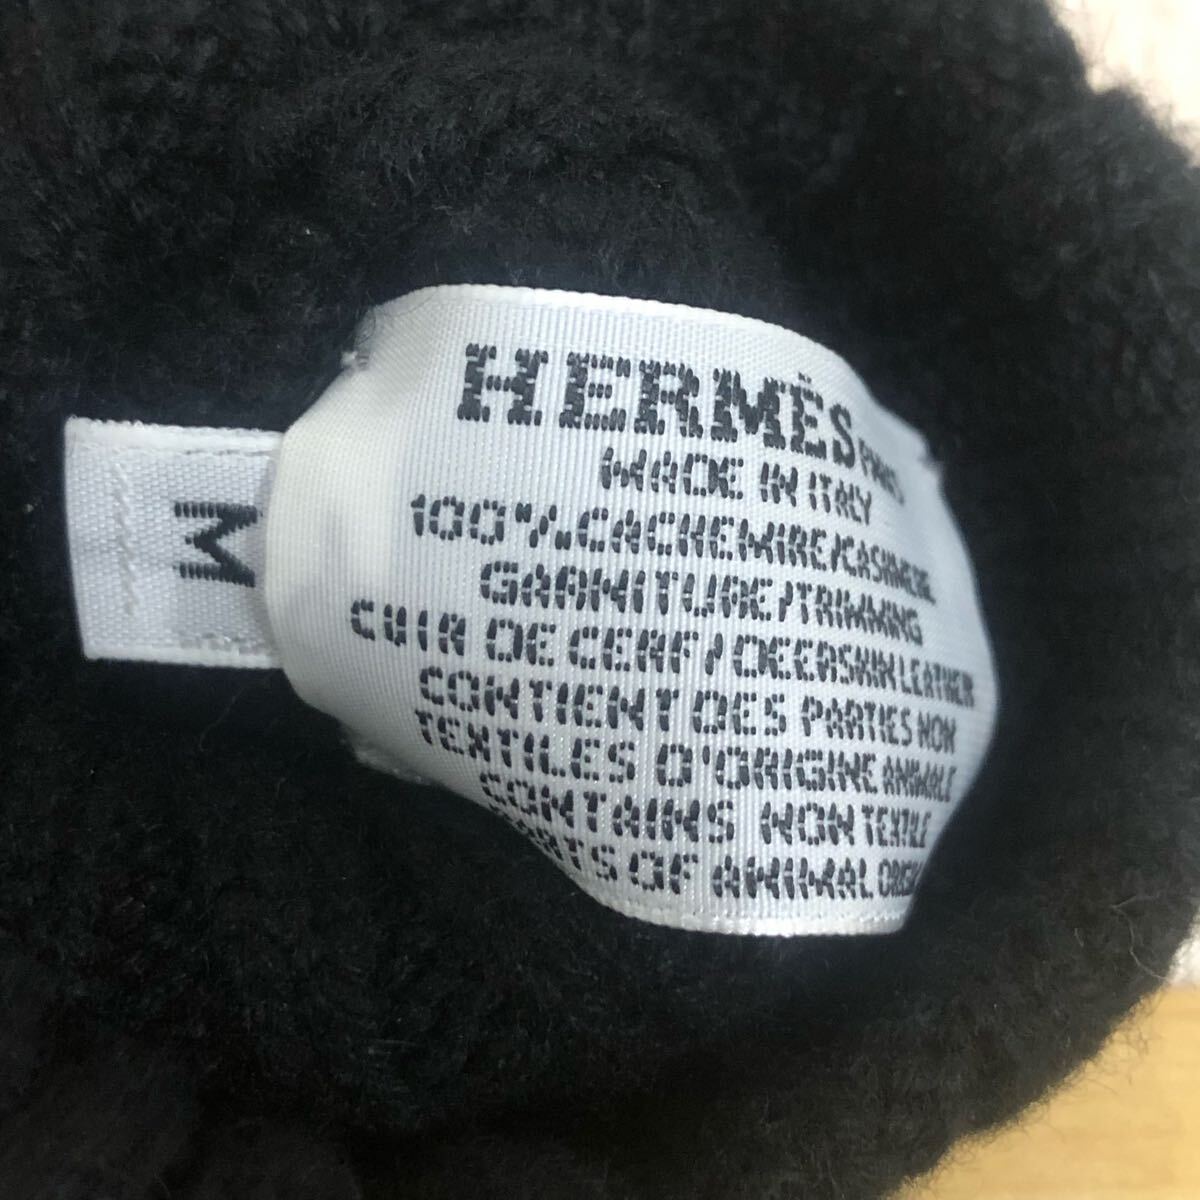 HERMÈS PARIS
MADE IN ITALY
100% CACHEMIRE/CASHMERE
GARNITURE/TRIMMING
CUIR DE CERF/DEERSKIN LEATHER
CONTIENT DES PARTIES NON
TEXTILES D'ORIGINE ANIMALE
CONTAINS NON TEXTILE
PARTS OF ANIMAL ORIGIN
M